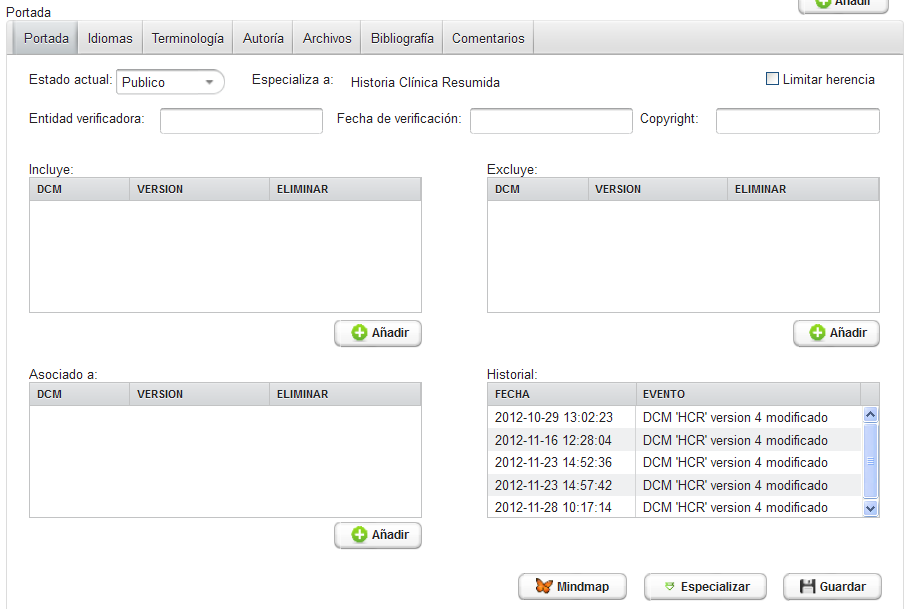 Añadir
Portada
Portada Idiomas Terminología Autoría Archivos Bibliografía Comentarios
Estado actual: Publico Especializa a: Historia Clínica Resumida Limitar herencia
Entidad verificadora: Fecha de verificación: Copyright:
Incluye: Excluye:
DCM VERSION ELIMINAR DCM VERSION ELIMINAR
Añadir Añadir
Asociado a: Historial:
DCM VERSION ELIMINAR FECHA EVENTO
2012-10-29 13:02:23 DCM 'HCR' version 4 modificado
2012-11-16 12:28:04 DCM 'HCR' version 4 modificado
2012-11-23 14:52:36 DCM 'HCR' version 4 modificado
2012-11-23 14:57:42 DCM 'HCR' version 4 modificado
2012-11-28 10:17:14 DCM 'HCR' version 4 modificado
Añadir
Mindmap Especializar Guardar